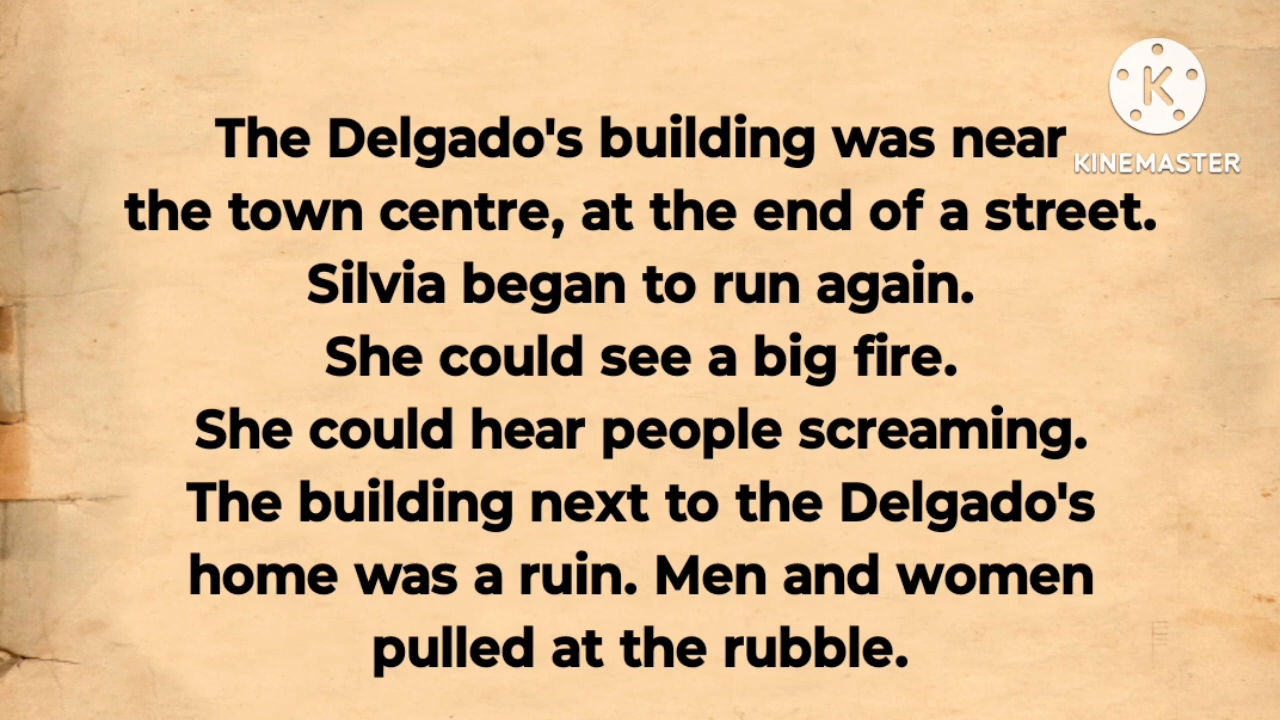 The Delgado's building was near
KINEMASTER
the town centre, at the end of a street.
Silvia began to run again.
She could see a big fire.
She could hear people screaming.
The building next to the Delgado's
home was a ruin. Men and women
pulled at the rubble.